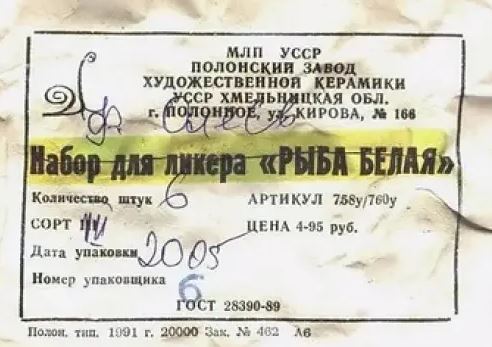 МЛП УССР
ПОЛОНСКИЙ ЗАВОД
ХУДОЖЕСТВЕННОЙ КЕРАМИКИ
УССР ХМЕЛЬНИЦКАЯ ОБЛ.
г. ПОЛОННОЕ, ул. КИРОВА, № 166
Набор для ликера «РЫБА БЕЛАЯ»
Количество штук 6 АРТИКУЛ 758у/760у
СОРТ III ЦЕНА 4-95 руб.
Дата упаковки 2005
Номер упаковщика 6
ГОСТ 28390-89
Полон. тип. 1991 г. 20000 Зак. № 462 А6